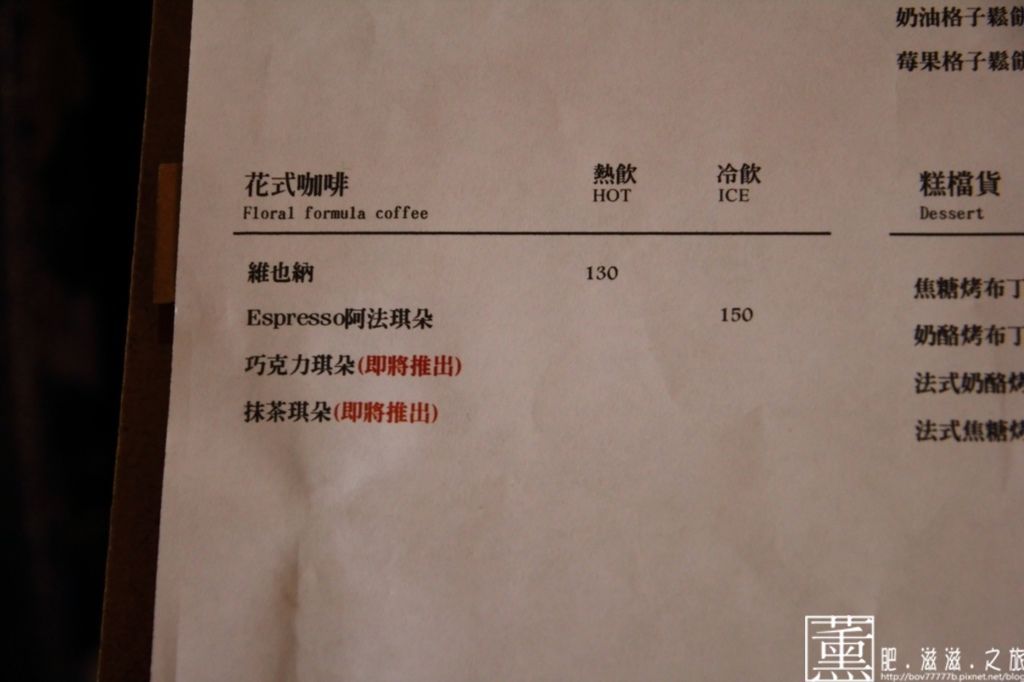 奶油格子鬆餅
莓果格子鬆餅
花式咖啡 熱飲 冷飲
Floral formula coffee HOT ICE
維也納 130
Espresso阿法琪朵 150
巧克力琪朵(即將推出)
抹茶琪朵(即將推出)
糕檔貨
Dessert
焦糖烤布丁
奶酪烤布丁
法式奶酪烤
法式焦糖烤
薰 肥.滋滋.之旅
http://bov77777b.pixnet.net/blog